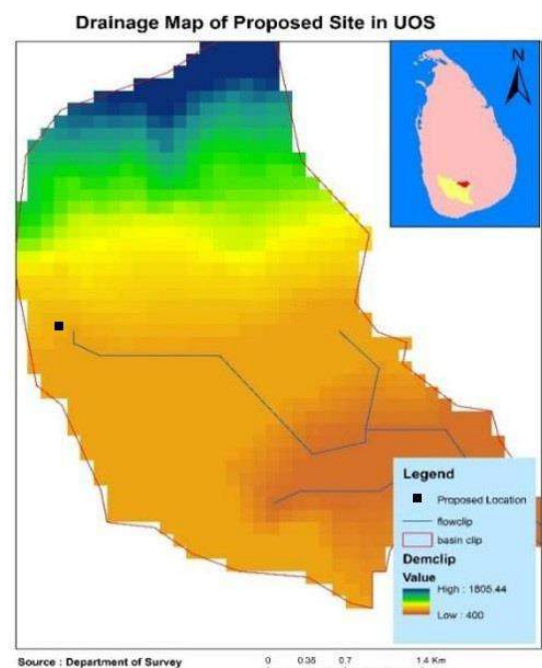 Drainage Map of Proposed Site in UOS
N
Legend
Proposed Location
flowclip
basin clip
Demclip
Value
High : 1805.44
Low : 400
Source : Department of Survey
0 0.35 0.7 1.4 Km